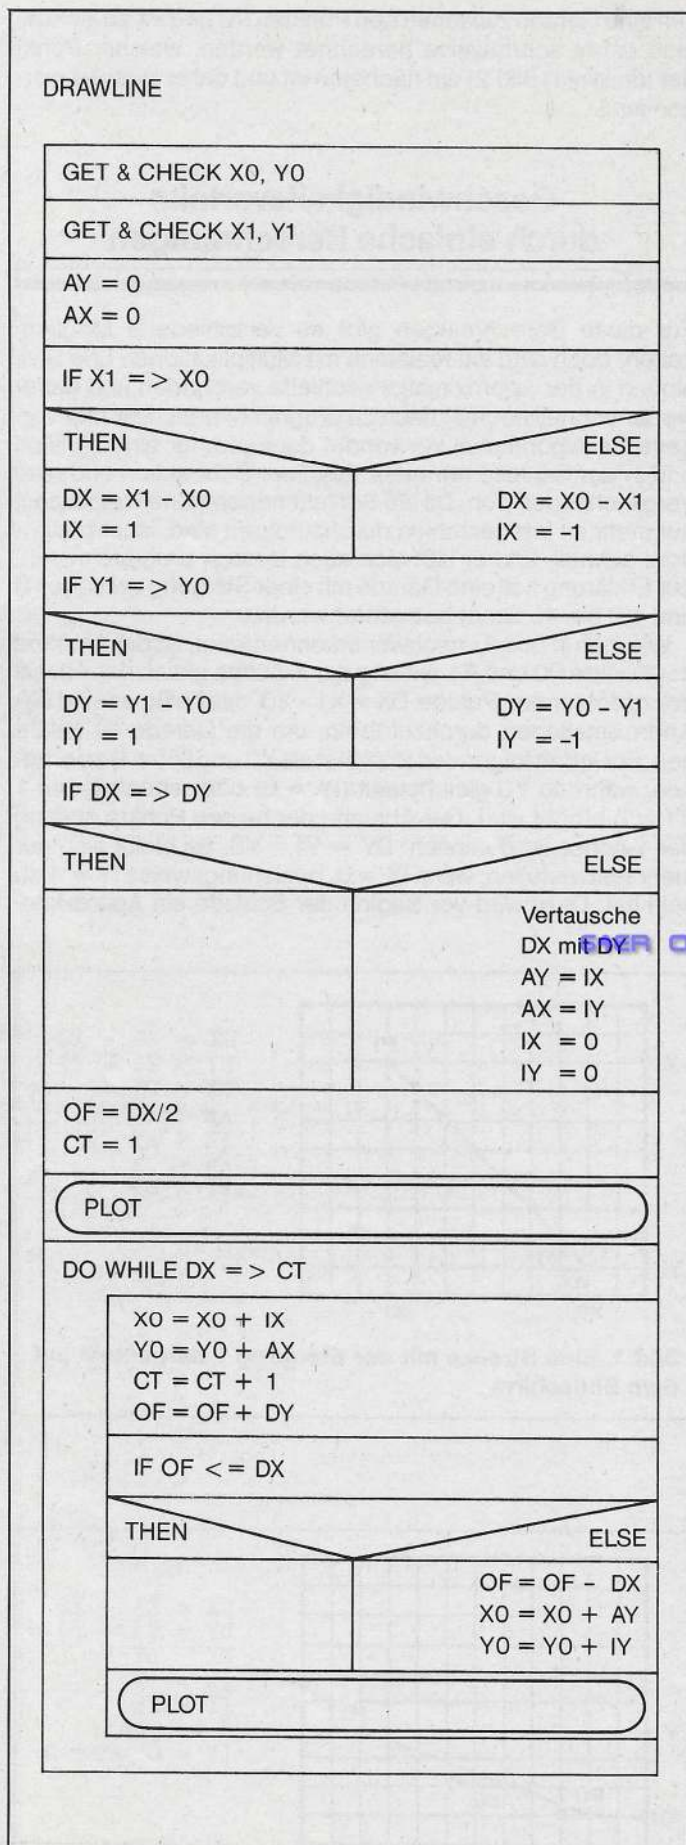 DRAWLINE
GET & CHECK X0, Y0
GET & CHECK X1, Y1
AY = 0
AX = 0
IF X1 = > X0
THEN ELSE
DX = X1 - X0 DX = X0 - X1
IX = 1 IX = -1
IF Y1 = > Y0
THEN ELSE
DY = Y1 - Y0 DY = Y0 - Y1
IY = 1 IY = -1
IF DX = > DY
THEN ELSE
Vertausche
DX mit DY
AY = IX
AX = IY
IX = 0
IY = 0
OF = DX/2
CT = 1
PLOT
DO WHILE DX = > CT
X0 = X0 + IX
Y0 = Y0 + AX
CT = CT + 1
OF = OF + DY
IF OF < = DX
THEN ELSE
OF = OF - DX
X0 = X0 + AY
Y0 = Y0 + IY
PLOT